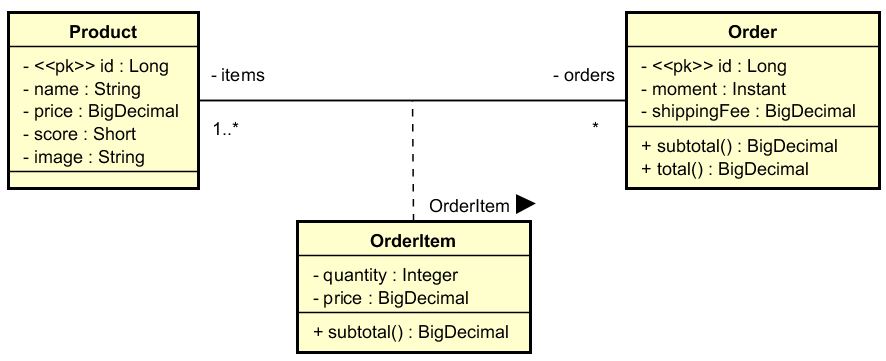 Product
- <<pk>> id : Long
- name : String
- price : BigDecimal
- score : Short
- image : String
- items
1..*
- orders
*
Order
- <<pk>> id : Long
- moment : Instant
- shippingFee : BigDecimal
+ subtotal() : BigDecimal
+ total() : BigDecimal
OrderItem
OrderItem
- quantity : Integer
- price : BigDecimal
+ subtotal() : BigDecimal